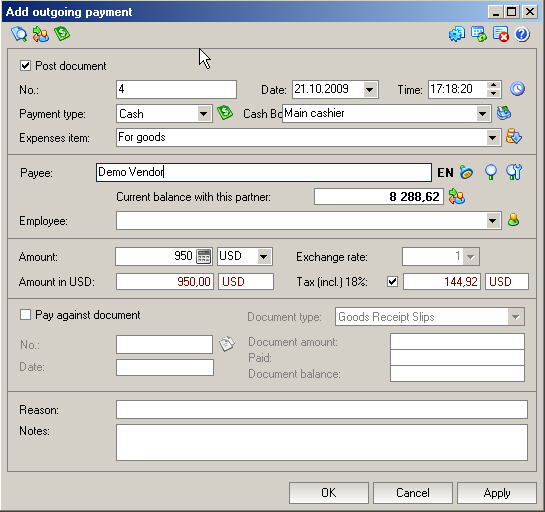 Add outgoing payment
Post document
No.: 4 Date: 21.10.2009 Time: 17:18:20
Payment type: Cash Cash Bo Main cashier
Expenses item: For goods
Payee: Demo Vendor EN
Current balance with this partner: 8 288,62
Employee:
Amount: 950 USD Exchange rate: 1
Amount in USD: 950,00 USD Tax (incl.) 18%: 144,92 USD
Pay against document Document type: Goods Receipt Slips
No.: Document amount:
Paid:
Date: Document balance:
Reason:
Notes:
OK Cancel Apply